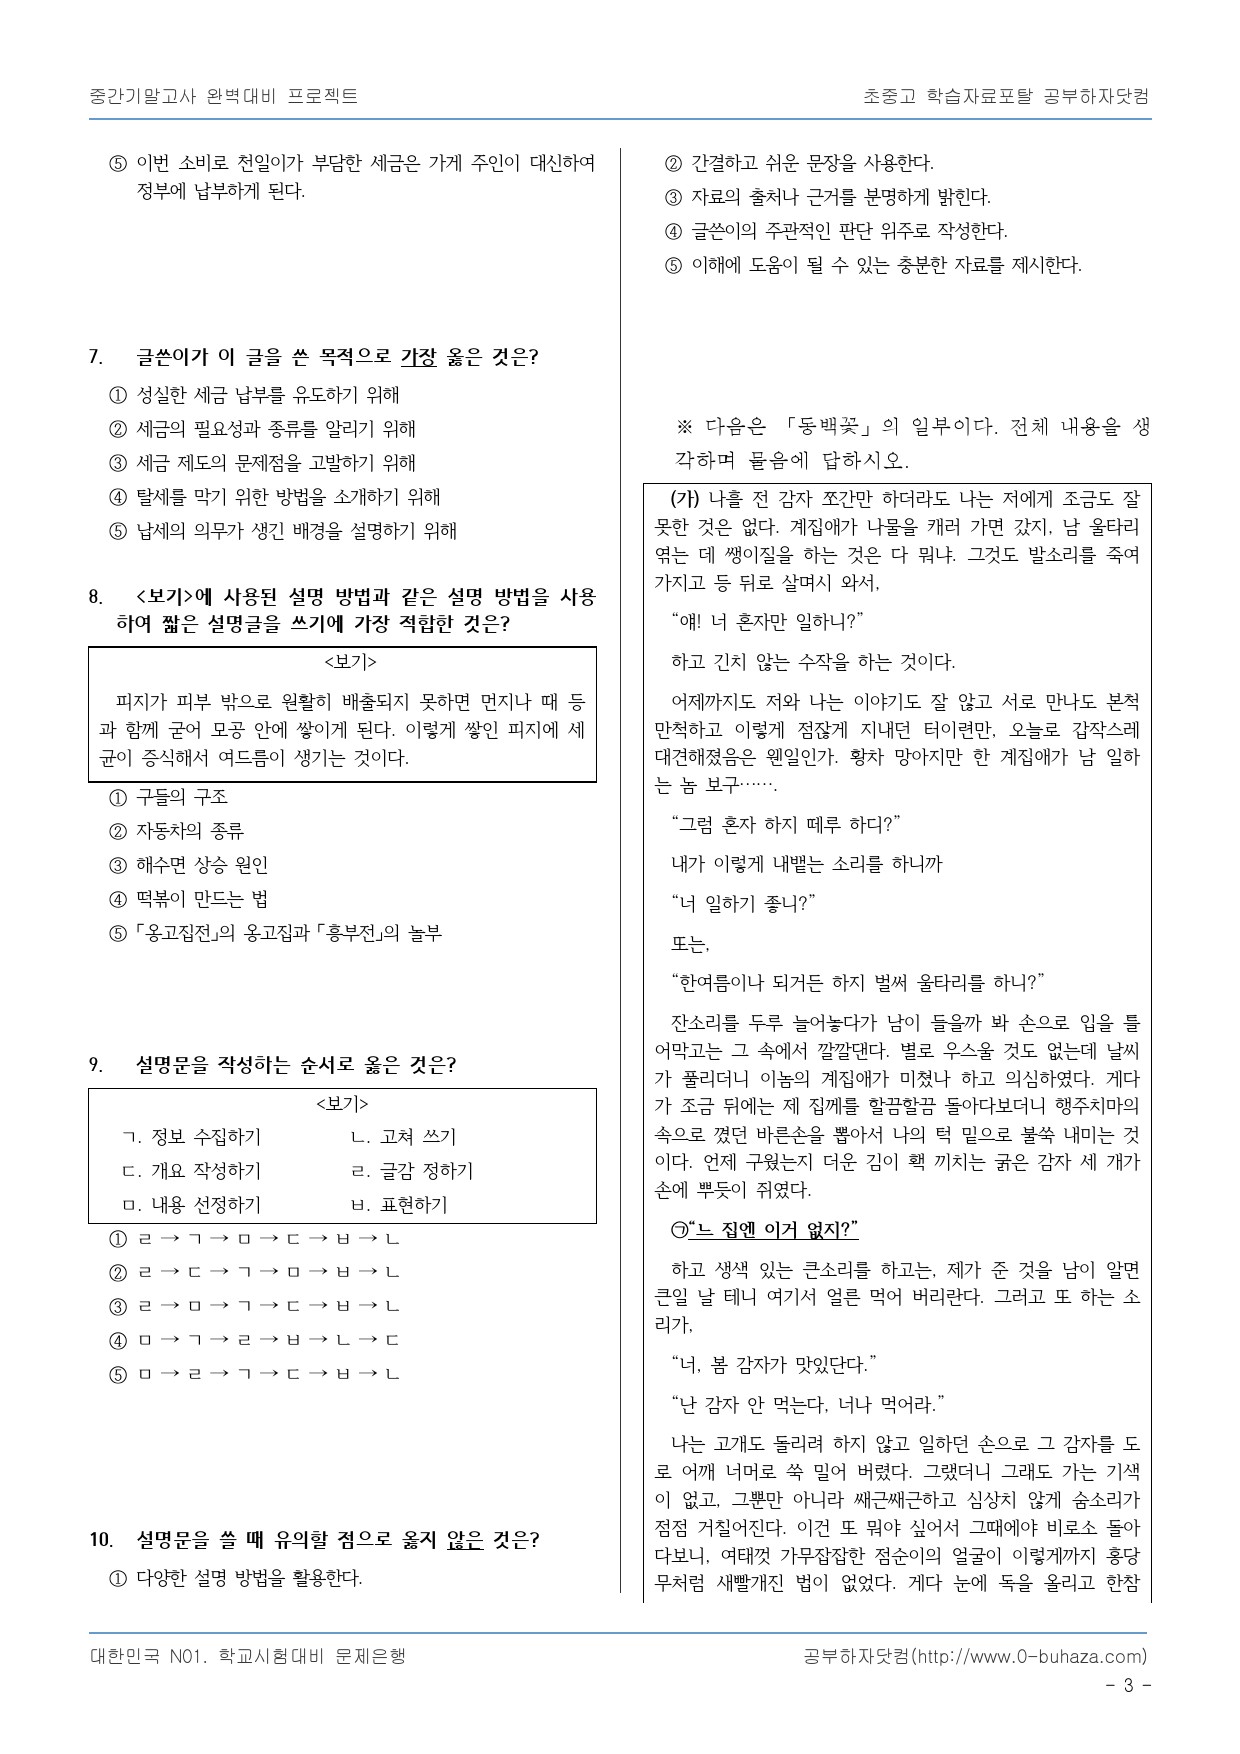 중간기말고사 완벽대비 프로젝트
초중고 학습자료포탈 공부하자닷컴
⑤ 이번 소비로 천일이가 부담한 세금은 가게 주인이 대신하여
정부에 납부하게 된다.
7. 글쓴이가 이 글을 쓴 목적으로 가장 옳은 것은?
① 성실한 세금 납부를 유도하기 위해
② 세금의 필요성과 종류를 알리기 위해
③ 세금 제도의 문제점을 고발하기 위해
④ 탈세를 막기 위한 방법을 소개하기 위해
⑤ 납세의 의무가 생긴 배경을 설명하기 위해
8. <보기>에 사용된 설명 방법과 같은 설명 방법을 사용
하여 짧은 설명글을 쓰기에 가장 적합한 것은?
<보기>
피지가 피부 밖으로 원활히 배출되지 못하면 먼지나 때 등
과 함께 굳어 모공 안에 쌓이게 된다. 이렇게 쌓인 피지에 세
균이 증식해서 여드름이 생기는 것이다.
① 구들의 구조
② 자동차의 종류
③ 해수면 상승 원인
④ 떡볶이 만드는 법
⑤ ｢옹고집전｣의 옹고집과 ｢흥부전｣의 놀부
9. 설명문을 작성하는 순서로 옳은 것은?
<보기>
ㄱ. 정보 수집하기 ㄴ. 고쳐 쓰기
ㄷ. 개요 작성하기 ㄹ. 글감 정하기
ㅁ. 내용 선정하기 ㅂ. 표현하기
① ㄹ → ㄱ → ㅁ → ㄷ → ㅂ → ㄴ
② ㄹ → ㄷ → ㄱ → ㅁ → ㅂ → ㄴ
③ ㄹ → ㅁ → ㄱ → ㄷ → ㅂ → ㄴ
④ ㅁ → ㄱ → ㄹ → ㅂ → ㄴ → ㄷ
⑤ ㅁ → ㄹ → ㄱ → ㄷ → ㅂ → ㄴ
10. 설명문을 쓸 때 유의할 점으로 옳지 않은 것은?
① 다양한 설명 방법을 활용한다.
② 간결하고 쉬운 문장을 사용한다.
③ 자료의 출처나 근거를 분명하게 밝힌다.
④ 글쓴이의 주관적인 판단 위주로 작성한다.
⑤ 이해에 도움이 될 수 있는 충분한 자료를 제시한다.
※ 다음은 「동백꽃」의 일부이다. 전체 내용을 생
각하며 물음에 답하시오.
(가) 나흘 전 감자 쪼간만 하더라도 나는 저에게 조금도 잘
못한 것은 없다. 계집애가 나물을 캐러 가면 갔지, 남 울타리
엮는 데 쌩이질을 하는 것은 다 뭐냐. 그것도 발소리를 죽여
가지고 등 뒤로 살며시 와서,
“얘! 너 혼자만 일하니?”
하고 긴치 않는 수작을 하는 것이다.
어제까지도 저와 나는 이야기도 잘 않고 서로 만나도 본척
만척하고 이렇게 점잖게 지내던 터이련만, 오늘로 갑작스레
대견해졌음은 웬일인가. 황차 망아지만 한 계집애가 남 일하
는 놈 보구…….
“그럼 혼자 하지 떼루 하디?”
내가 이렇게 내뱉는 소리를 하니까
“너 일하기 좋니?”
또는,
“한여름이나 되거든 하지 벌써 울타리를 하니?”
잔소리를 두루 늘어놓다가 남이 들을까 봐 손으로 입을 틀
어막고는 그 속에서 깔깔댄다. 별로 우스울 것도 없는데 날씨
가 풀리더니 이놈의 계집애가 미쳤나 하고 의심하였다. 게다
가 조금 뒤에는 제 집께를 할끔할끔 돌아다보더니 행주치마의
속으로 꼈던 바른손을 뽑아서 나의 턱 밑으로 불쑥 내미는 것
이다. 언제 구웠는지 더운 김이 홱 끼치는 굵은 감자 세 개가
손에 뿌듯이 쥐였다.
㉠“느 집엔 이거 없지?”
하고 생색 있는 큰소리를 하고는, 제가 준 것을 남이 알면
큰일 날 테니 여기서 얼른 먹어 버리란다. 그러고 또 하는 소
리가,
“너, 봄 감자가 맛있단다.”
“난 감자 안 먹는다, 너나 먹어라.”
나는 고개도 돌리려 하지 않고 일하던 손으로 그 감자를 도
로 어깨 너머로 쑥 밀어 버렸다. 그랬더니 그래도 가는 기색
이 없고, 그뿐만 아니라 쌔근쌔근하고 심상치 않게 숨소리가
점점 거칠어진다. 이건 또 뭐야 싶어서 그때에야 비로소 돌아
다보니, 여태껏 가무잡잡한 점순이의 얼굴이 이렇게까지 홍당
무처럼 새빨개진 법이 없었다. 게다 눈에 독을 올리고 한참
대한민국 N01. 학교시험대비 문제은행
공부하자닷컴(http://www.0-buhaza.com)
- 3 -